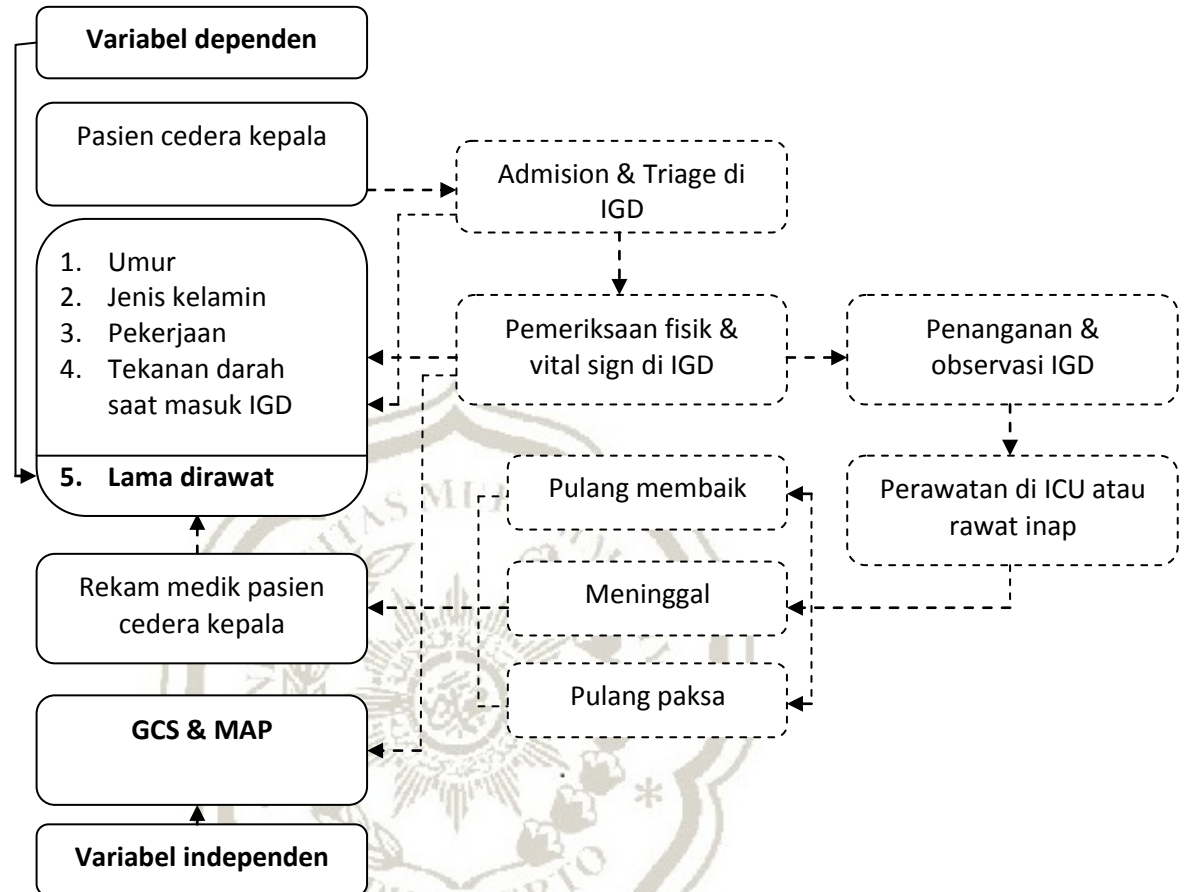 Variabel dependen
Pasien cedera kepala
Admision & Triage di
IGD
1. Umur
2. Jenis kelamin
3. Pekerjaan
4. Tekanan darah
saat masuk IGD
5. Lama dirawat
Pemeriksaan fisik &
vital sign di IGD
Penanganan &
observasi IGD
Pulang membaik
Perawatan di ICU atau
rawat inap
Rekam medik pasien
cedera kepala
Meninggal
Pulang paksa
GCS & MAP
Variabel independen